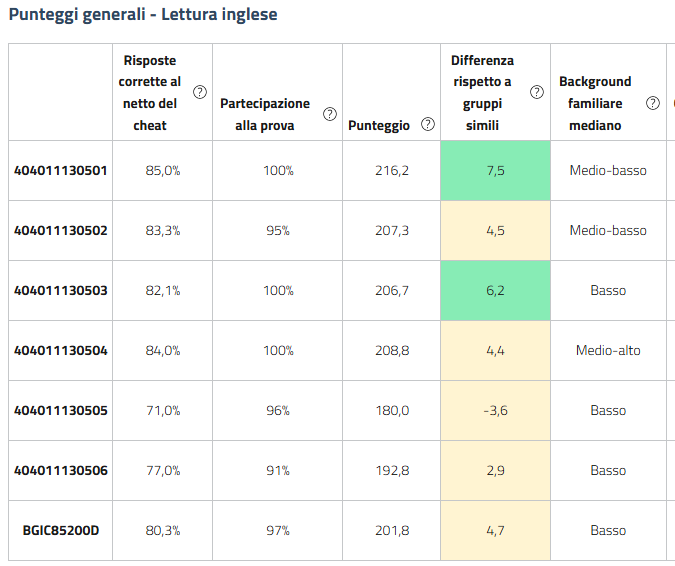 Punteggi generali - Lettura inglese
Risposte corrette al netto del cheat ? Partecipazione alla prova ? Punteggio ? Differenza rispetto a gruppi simili ? Background familiare mediano ?
404011130501 85,0% 100% 216,2 7,5 Medio-basso
404011130502 83,3% 95% 207,3 4,5 Medio-basso
404011130503 82,1% 100% 206,7 6,2 Basso
404011130504 84,0% 100% 208,8 4,4 Medio-alto
404011130505 71,0% 96% 180,0 -3,6 Basso
404011130506 77,0% 91% 192,8 2,9 Basso
BGIC85200D 80,3% 97% 201,8 4,7 Basso